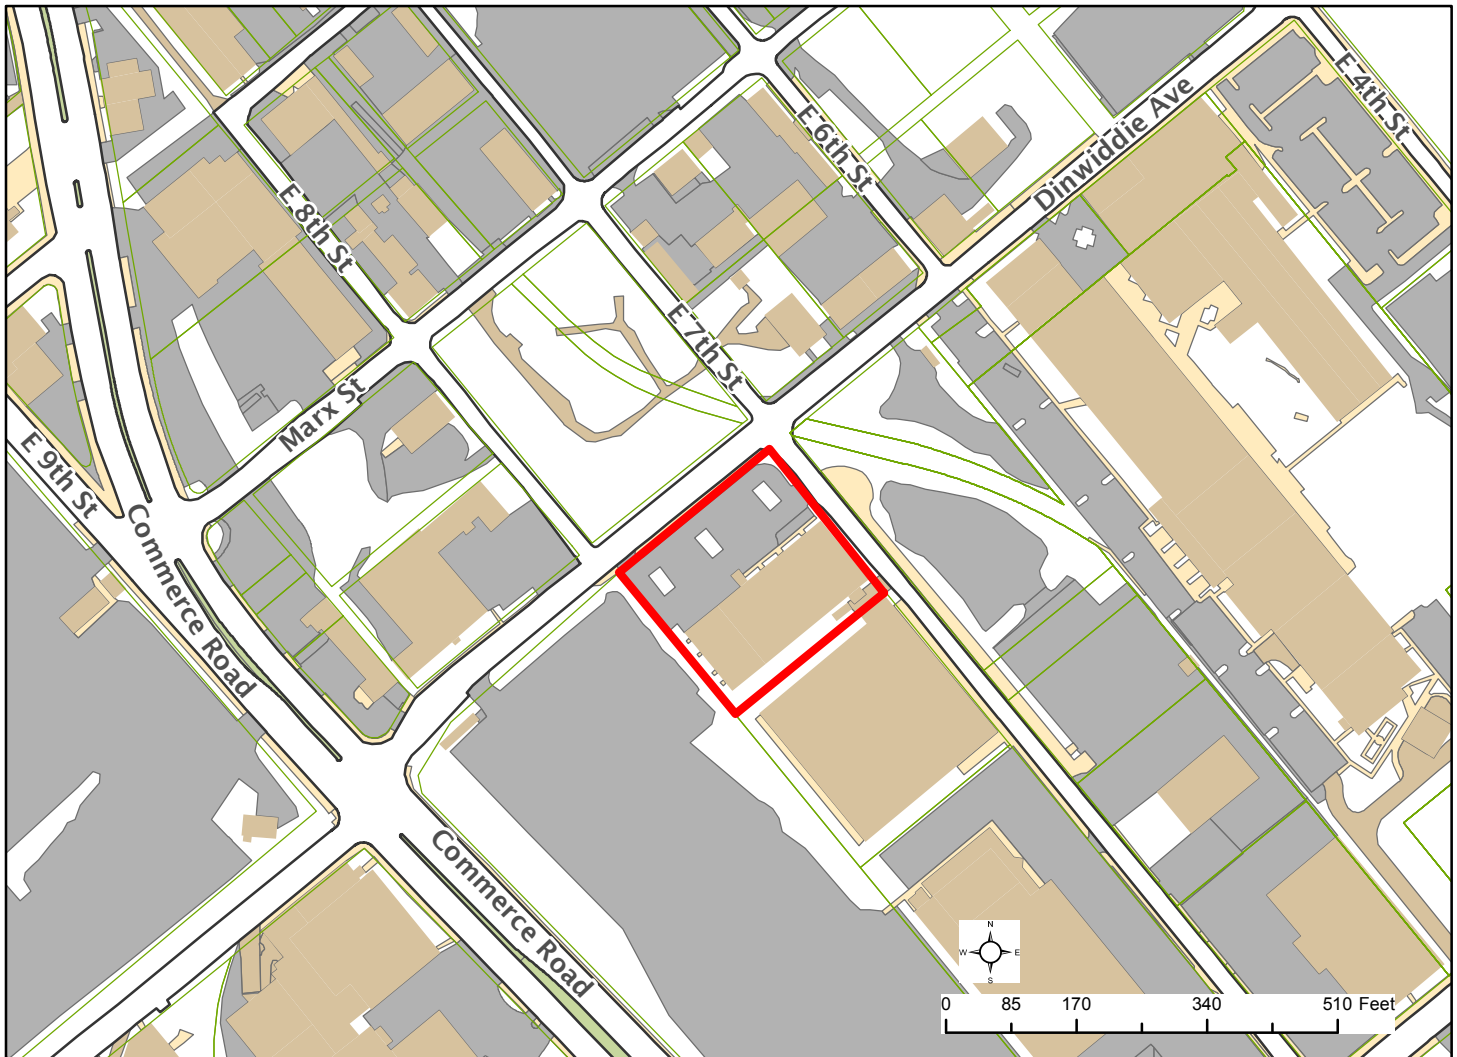 E 4th St
E 6th St
Dinwiddie Ave
E 8th St
E 7th St
Marx St
E 9th St
Commerce Road
Commerce Road
N
W E
S
0 85 170 340 510 Feet